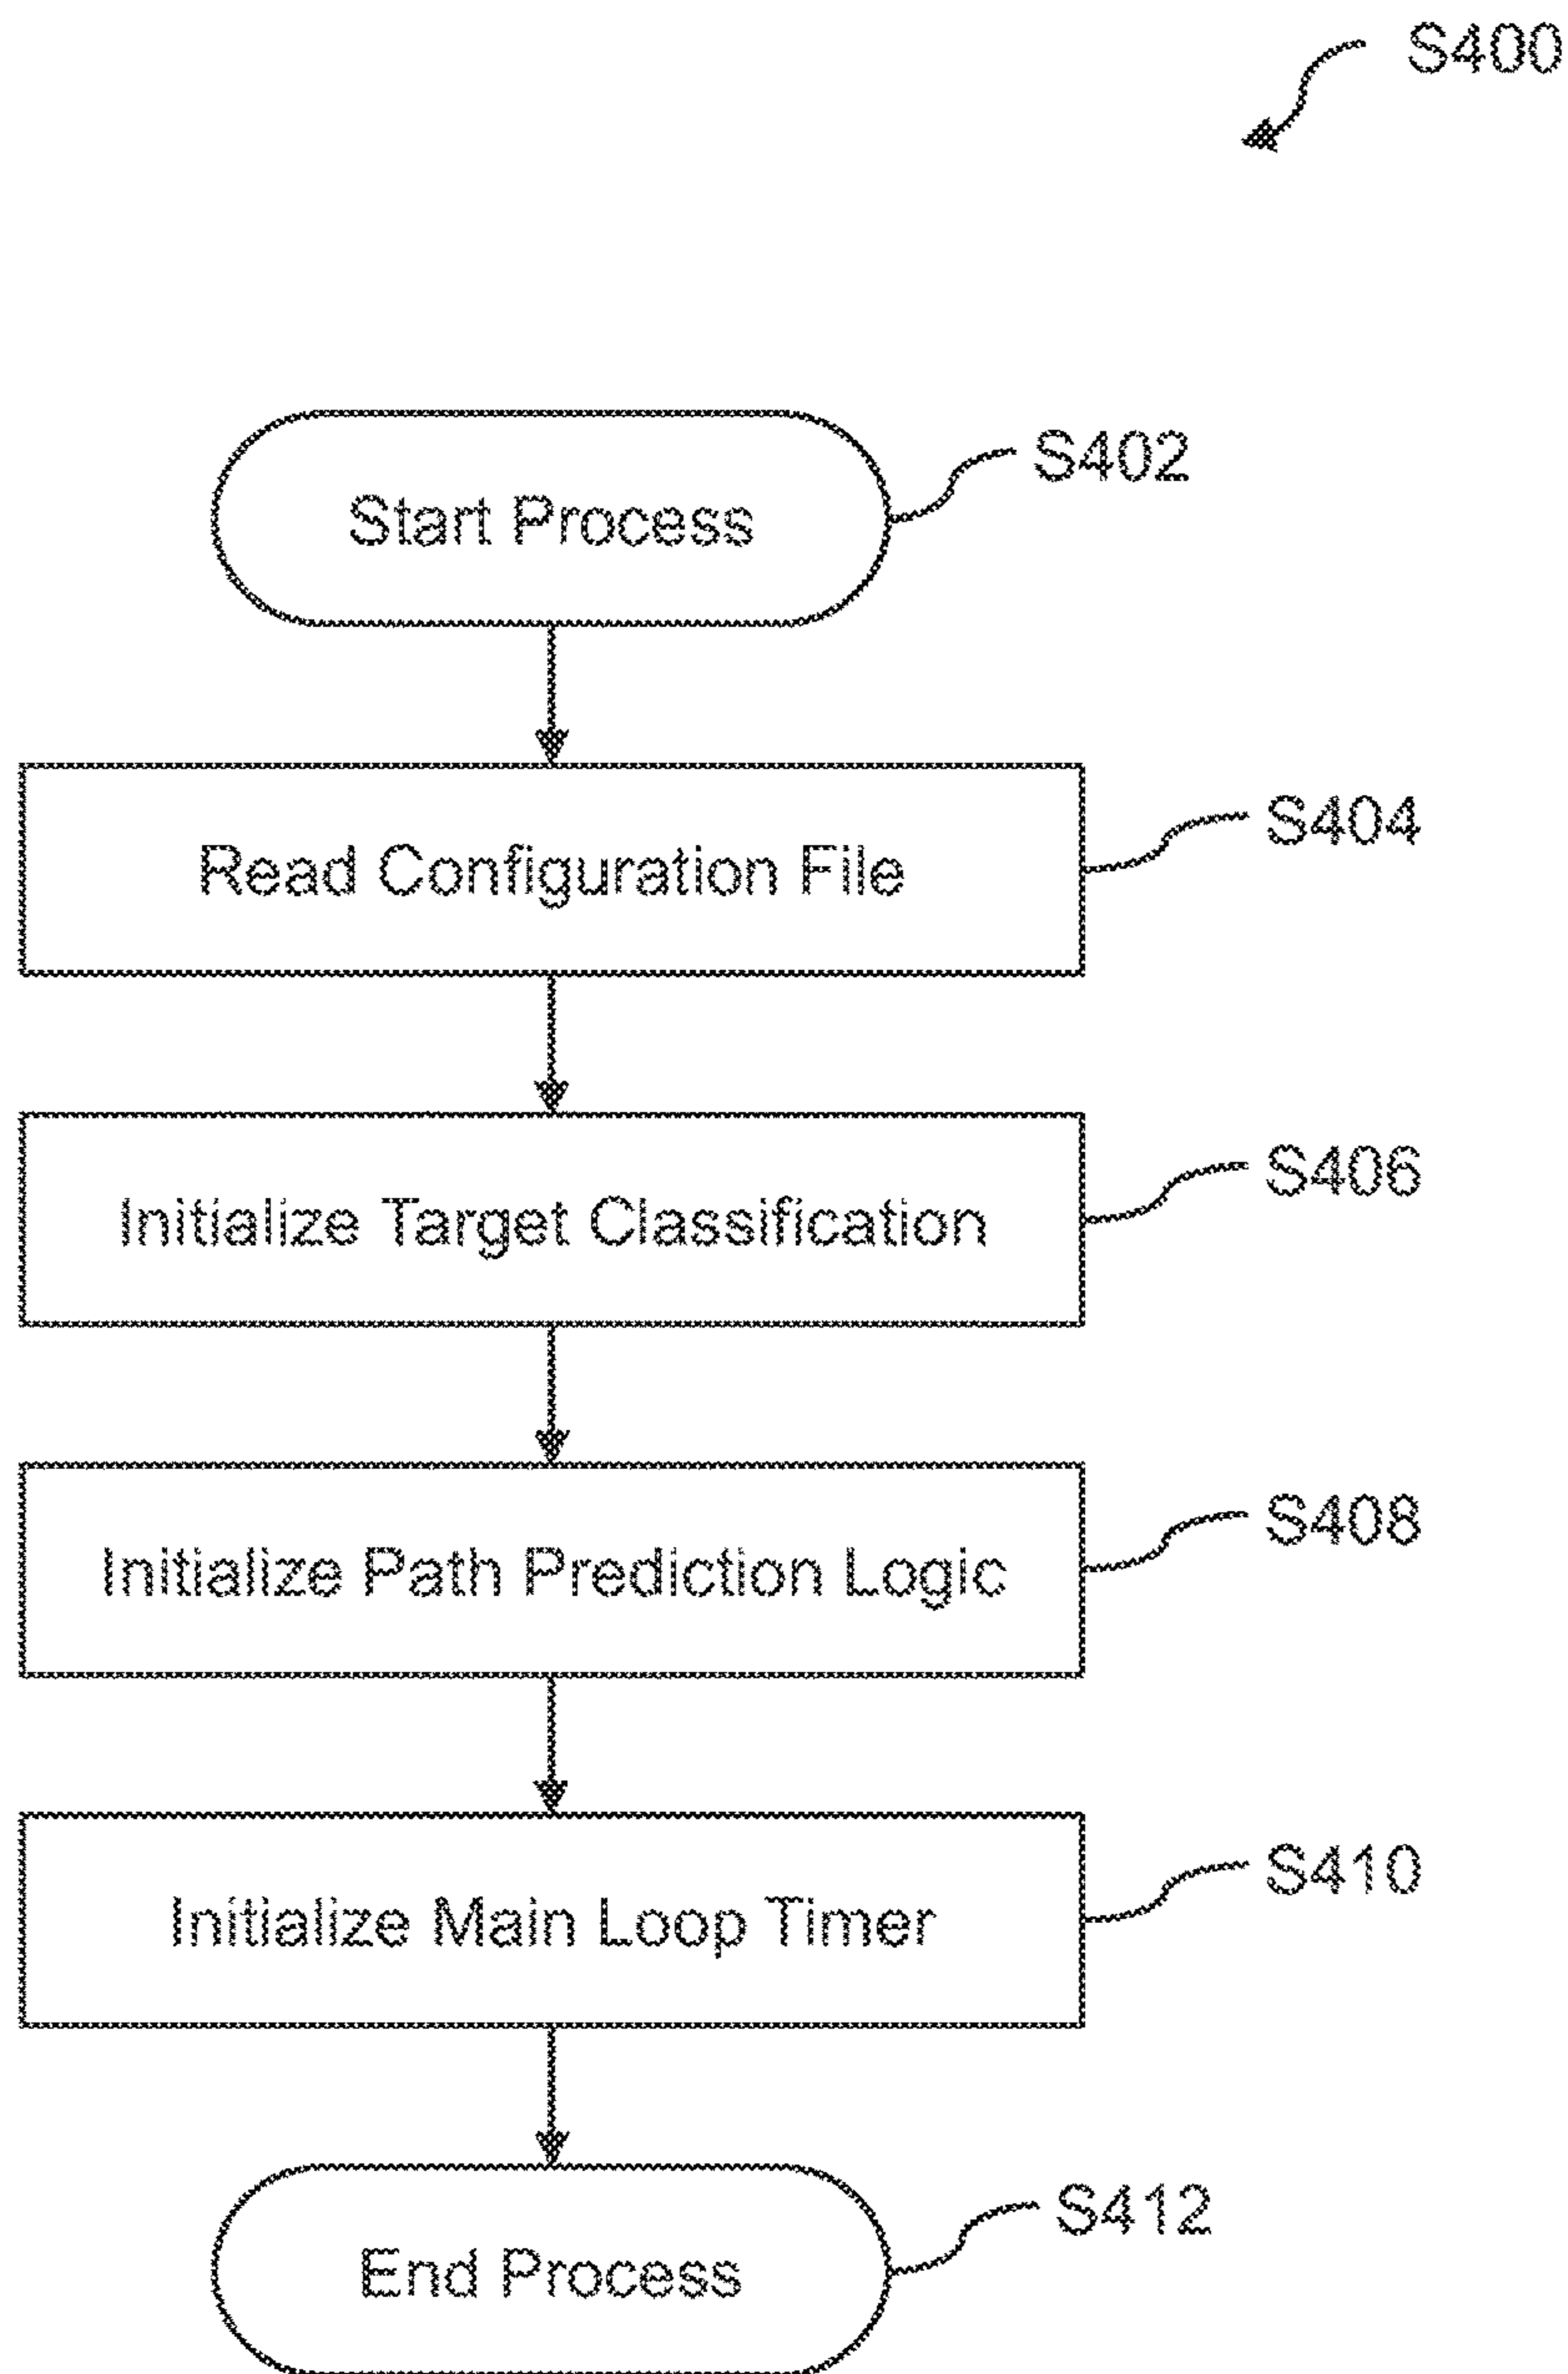 S400
Start Process
S402
Read Configuration File
S404
Initialize Target Classification
S406
Initialize Path Prediction Logic
S408
Initialize Main Loop Timer
S410
End Process
S412